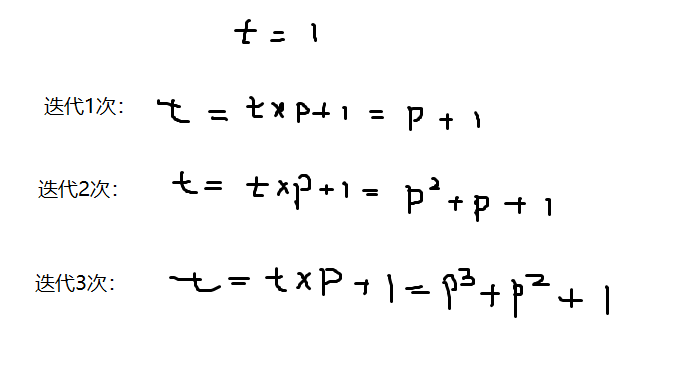 t = 1
迭代1次： t = t×p+1 = p + 1
迭代2次： t = t×p+1 = p² + p + 1
迭代3次： t = t×p+1 = p³ + p² + 1